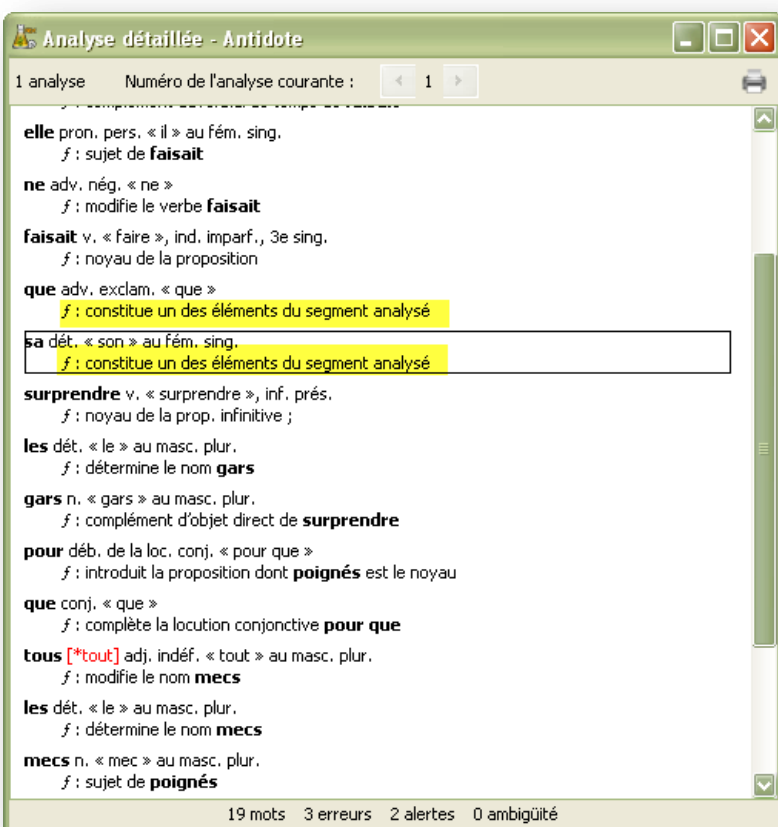 Analyse détaillée - Antidote
1 analyse Numéro de l'analyse courante : 1
elle pron. pers. « il » au fém. sing.
ƒ : sujet de faisait
ne adv. nég. « ne »
ƒ : modifie le verbe faisait
faisait v. « faire », ind. imparf., 3e sing.
ƒ : noyau de la proposition
que adv. exclam. « que »
ƒ : constitue un des éléments du segment analysé
sa dét. « son » au fém. sing.
ƒ : constitue un des éléments du segment analysé
surprendre v. « surprendre », inf. prés.
ƒ : noyau de la prop. infinitive ;
les dét. « le » au masc. plur.
ƒ : détermine le nom gars
gars n. « gars » au masc. plur.
ƒ : complément d'objet direct de surprendre
pour déb. de la loc. conj. « pour que »
ƒ : introduit la proposition dont poignés est le noyau
que conj. « que »
ƒ : complète la locution conjonctive pour que
tous [*tout] adj. indéf. « tout » au masc. plur.
ƒ : modifie le nom mecs
les dét. « le » au masc. plur.
ƒ : détermine le nom mecs
mecs n. « mec » au masc. plur.
ƒ : sujet de poignés
19 mots 3 erreurs 2 alertes 0 ambigüité